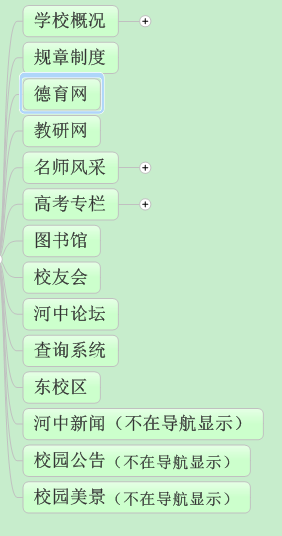 学校概况
规章制度
德育网
教研网
名师风采
高考专栏
图书馆
校友会
河中论坛
查询系统
东校区
河中新闻（不在导航显示）
校园公告（不在导航显示）
校园美景（不在导航显示）